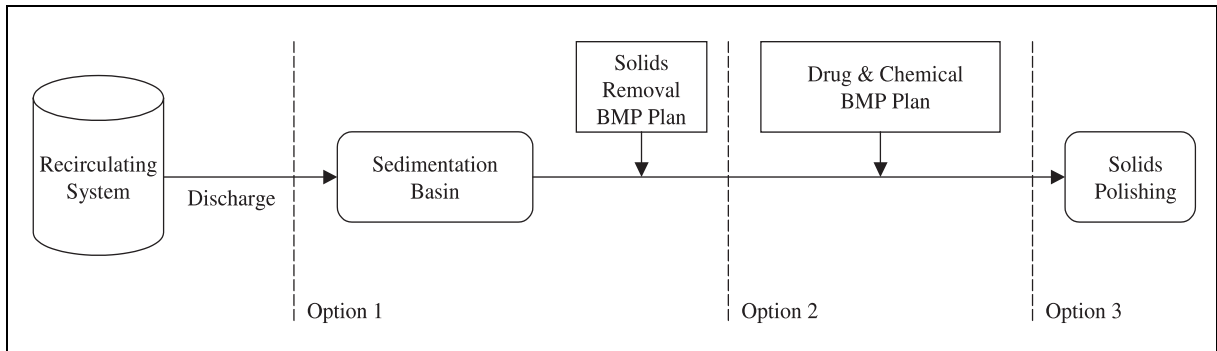 Recirculating
System
Discharge
Sedimentation
Basin
Solids
Removal
BMP Plan
Drug & Chemical
BMP Plan
Solids
Polishing
Option 1
Option 2
Option 3